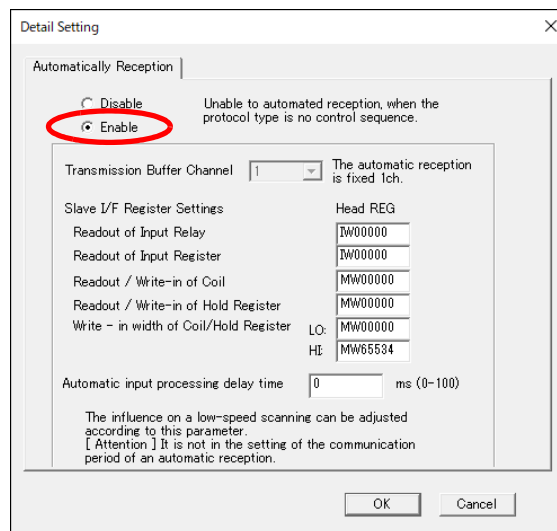 Detail Setting
Automatically Reception
Disable
Unable to automated reception, when the
protocol type is no control sequence.
Enable
Transmission Buffer Channel 1 The automatic reception
is fixed 1ch.
Slave I/F Register Settings Head REG
Readout of Input Relay IW00000
Readout of Input Register IW00000
Readout / Write-in of Coil MW00000
Readout / Write-in of Hold Register MW00000
Write - in width of Coil/Hold Register LO: MW00000
HI: MW65534
Automatic input processing delay time 0 ms (0-100)
The influence on a low-speed scanning can be adjusted
according to this parameter.
[ Attention ] It is not in the setting of the communication
period of an automatic reception.
OK Cancel